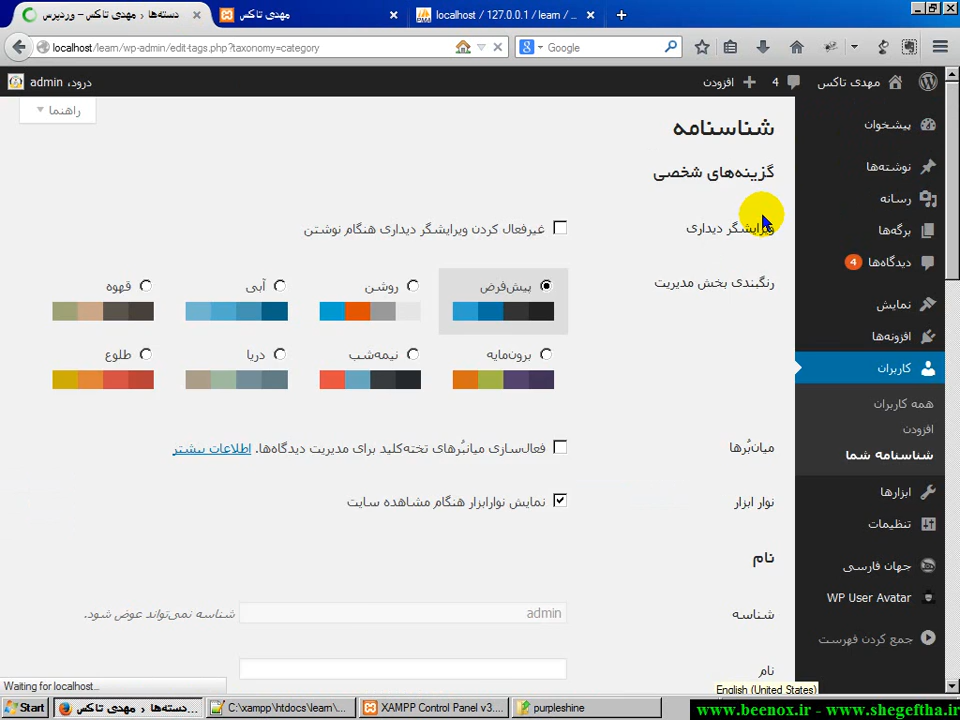 دسته‌ها ‹ مهدی تاکس – وردپرس
مهدی تاکس
localhost / 127.0.0.1 / learn / ...
localhost/learn/wp-admin/edit-tags.php?taxonomy=category
Google
مهدی تاکس
4
افزودن
درود، admin
راهنما
شناسنامه
گزینه‌های شخصی
ویرایشگر دیداری
غیرفعال کردن ویرایشگر دیداری هنگام نوشتن
رنگ‌بندی بخش مدیریت
پیش‌فرض
روشن
آبی
قهوه
برون‌مایه
نیمه‌شب
دریا
طلوع
میانبُرها
فعال‌سازی میانبُرهای تخته‌کلید برای مدیریت دیدگاه‌ها. اطلاعات بیشتر
نوار ابزار
نمایش نوارابزار هنگام مشاهده سایت
نام
شناسه
admin
شناسه نمی‌تواند عوض شود.
نام
پیشخوان
نوشته‌ها
رسانه
برگه‌ها
دیدگاه‌ها 4
نمایش
افزونه‌ها
کاربران
همه کاربران
افزودن
شناسنامه شما
ابزارها
تنظیمات
جهان فارسی
WP User Avatar
جمع کردن فهرست
Waiting for localhost...
English (United States)
Start
دسته‌ها ‹ مهدی تاکس...
C:\xampp\htdocs\learn\...
XAMPP Control Panel v3....
purpleshine
www.beenox.ir - www.shegeftha.ir